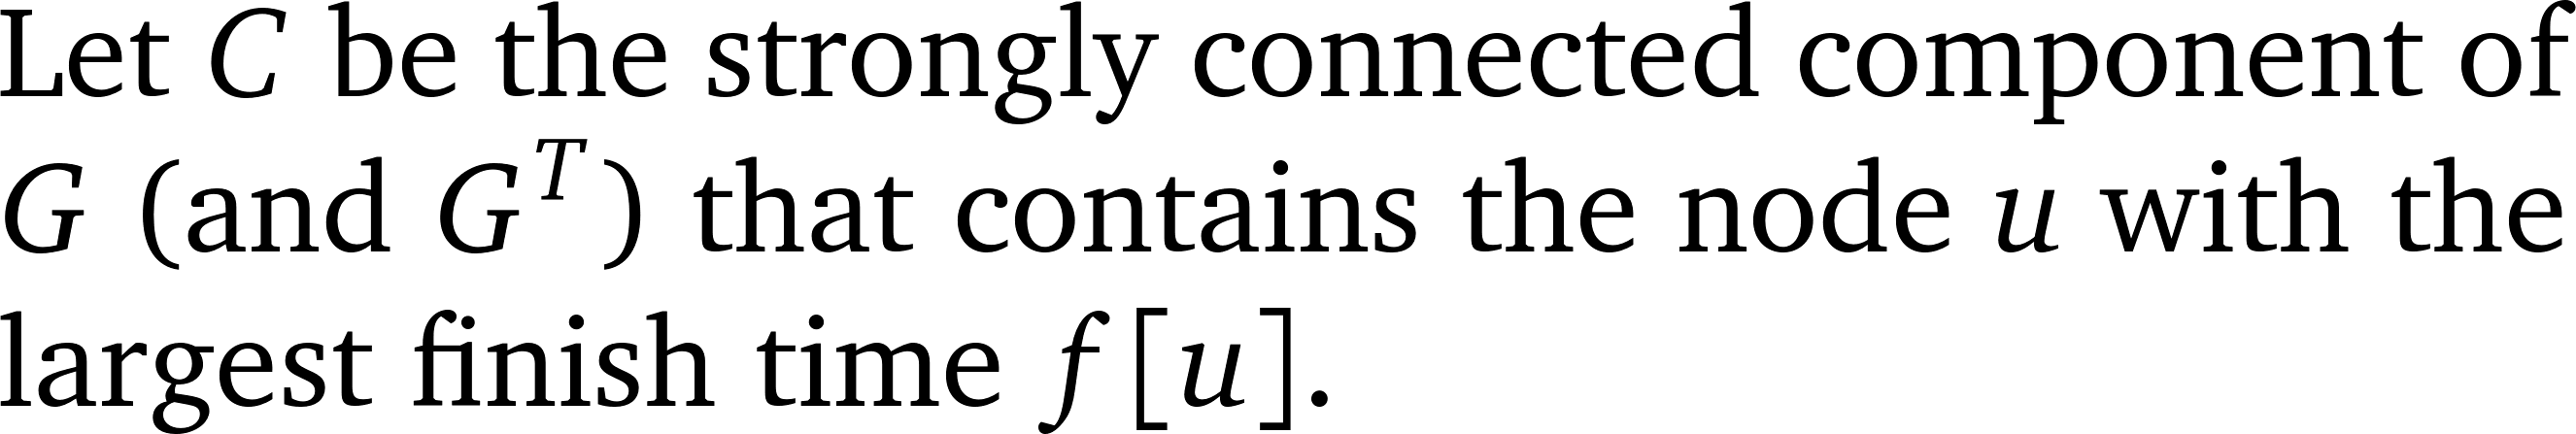 Let C be the strongly connected component of
G (and G^T) that contains the node u with the
largest finish time f[u].